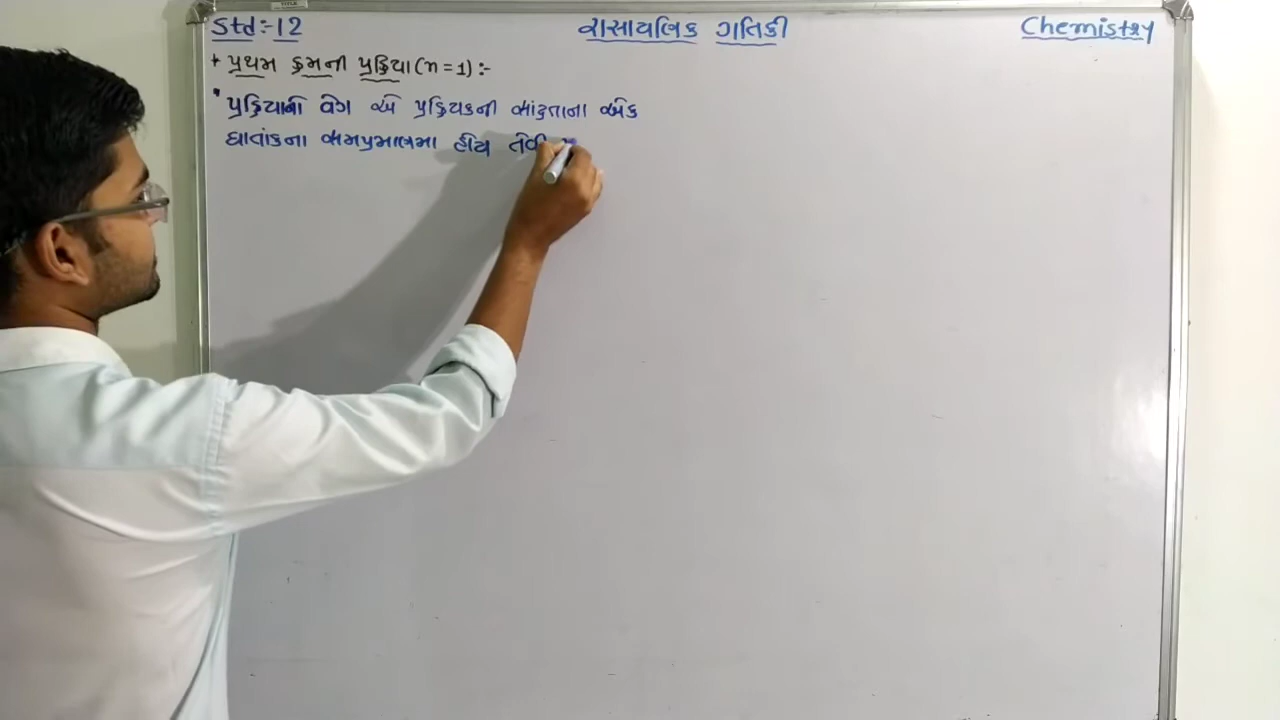 Std:-12
રાસાયણિક ગતિકી
Chemistry
* પ્રથમ ક્રમની પ્રક્રિયા (n = 1) :-
• પ્રક્રિયાનો વેગ એ પ્રક્રિયકની સાંદ્રતાના એક
ઘાતાંકના સમપ્રમાણમા હોય તેવી